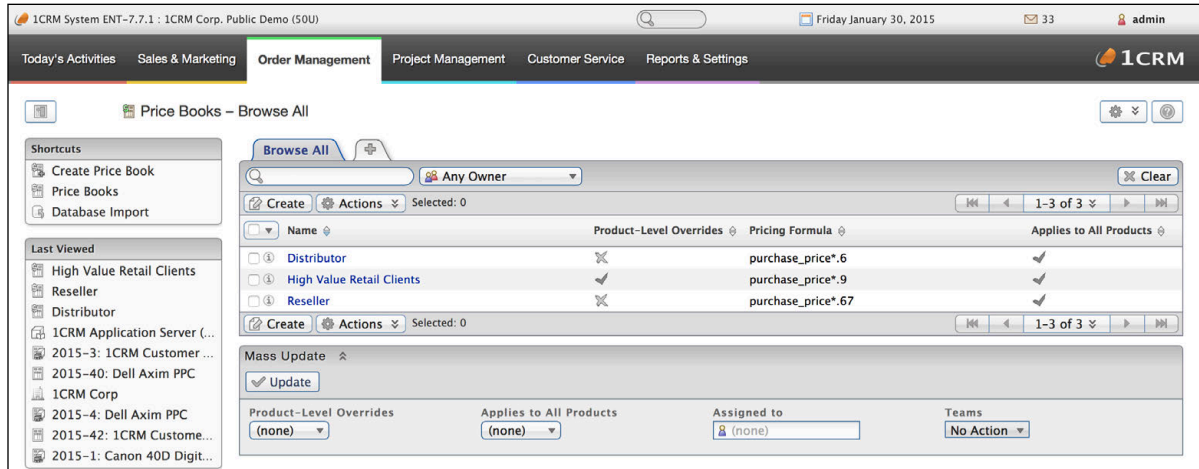 1CRM System ENT-7.7.1 : 1CRM Corp. Public Demo (50U) Friday January 30, 2015 33 admin
Today's Activities Sales & Marketing Order Management Project Management Customer Service Reports & Settings 1CRM
Price Books – Browse All
Shortcuts
Create Price Book
Price Books
Database Import
Last Viewed
High Value Retail Clients
Reseller
Distributor
1CRM Application Server (...
2015-3: 1CRM Customer ...
2015-40: Dell Axim PPC
1CRM Corp
2015-4: Dell Axim PPC
2015-42: 1CRM Custome...
2015-1: Canon 40D Digit...
Browse All
Any Owner Clear
Create Actions Selected: 0 1-3 of 3
Name Product-Level Overrides Pricing Formula Applies to All Products
Distributor purchase_price*.6
High Value Retail Clients purchase_price*.9
Reseller purchase_price*.67
Create Actions Selected: 0 1-3 of 3
Mass Update
Update
Product-Level Overrides Applies to All Products Assigned to Teams
(none) (none) (none) No Action